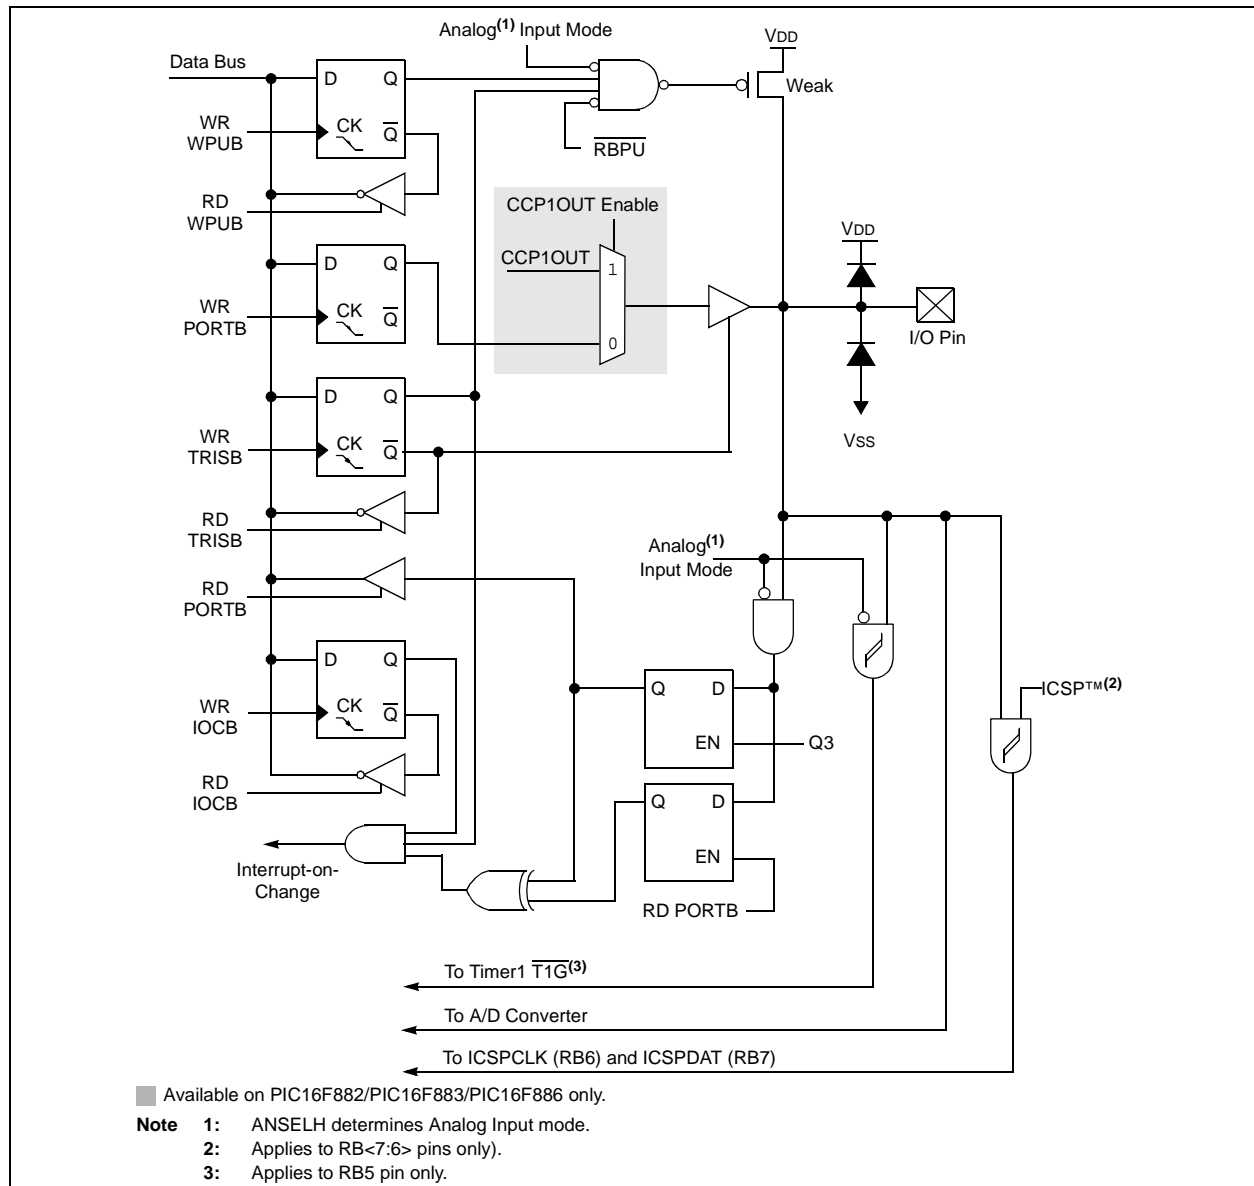 Analog(1) Input Mode
VDD
Data Bus
D Q
Weak
WR
WPUB
CK Q
RBPU
RD
WPUB
CCP1OUT Enable
VDD
D Q
CCP1OUT
1
WR
PORTB
CK Q
0
I/O Pin
D Q
WR
TRISB
CK Q
VSS
RD
TRISB
Analog(1)
Input Mode
RD
PORTB
D Q
Q D
ICSP™(2)
WR
IOCB
CK Q
EN
Q3
RD
IOCB
Q D
EN
Interrupt-on-
Change
RD PORTB
To Timer1 T1G(3)
To A/D Converter
To ICSPCLK (RB6) and ICSPDAT (RB7)
Available on PIC16F882/PIC16F883/PIC16F886 only.
Note 1: ANSELH determines Analog Input mode.
2: Applies to RB<7:6> pins only).
3: Applies to RB5 pin only.